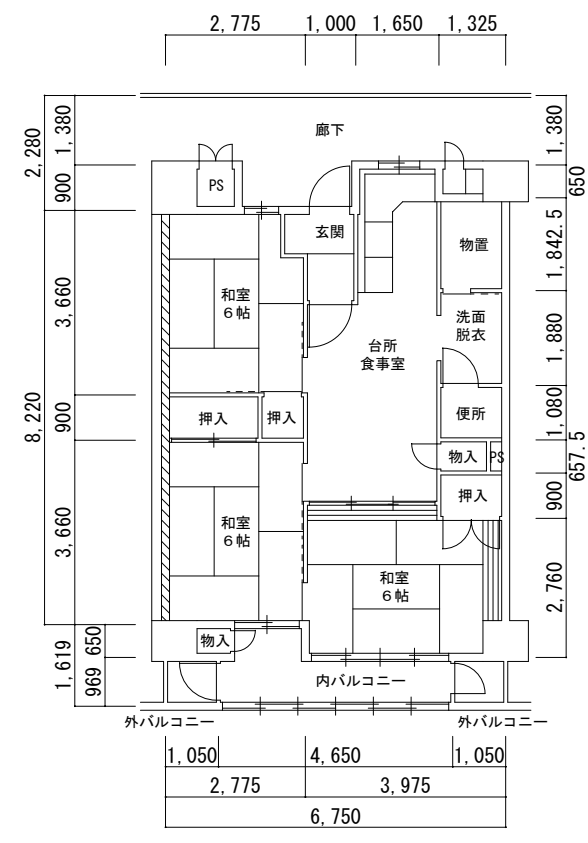 2,775 1,000 1,650 1,325
廊下
2,280
1,380
900
1,380
650
PS
玄関
物置
1,842.5
和室
6帖
3,660
洗面
脱衣
1,880
台所
食事室
8,220
900
押入
押入
便所
1,080
物入
PS
657.5
押入
900
3,660
和室
6帖
和室
6帖
2,760
物入
650
1,619
969
内バルコニー
外バルコニー
外バルコニー
1,050 4,650 1,050
2,775 3,975
6,750